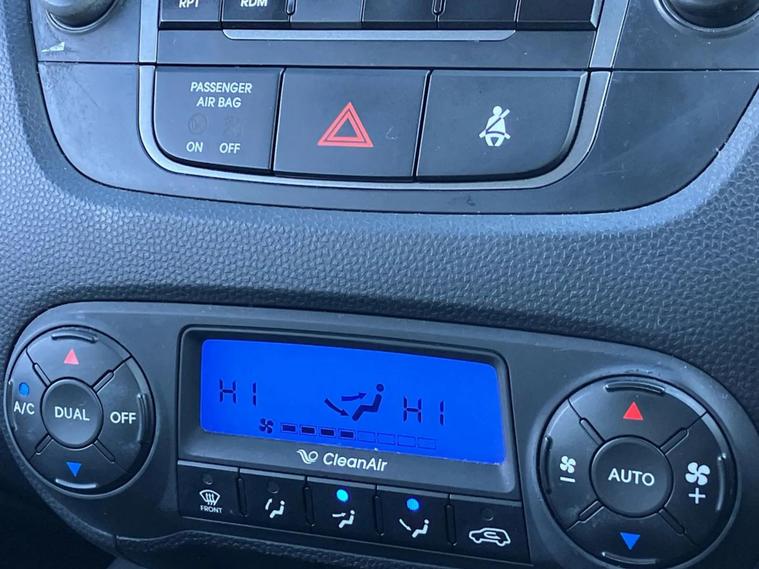 RPT RDM
PASSENGER
AIR BAG
ON OFF
HI HI
A/C DUAL OFF
AUTO
CleanAir
FRONT